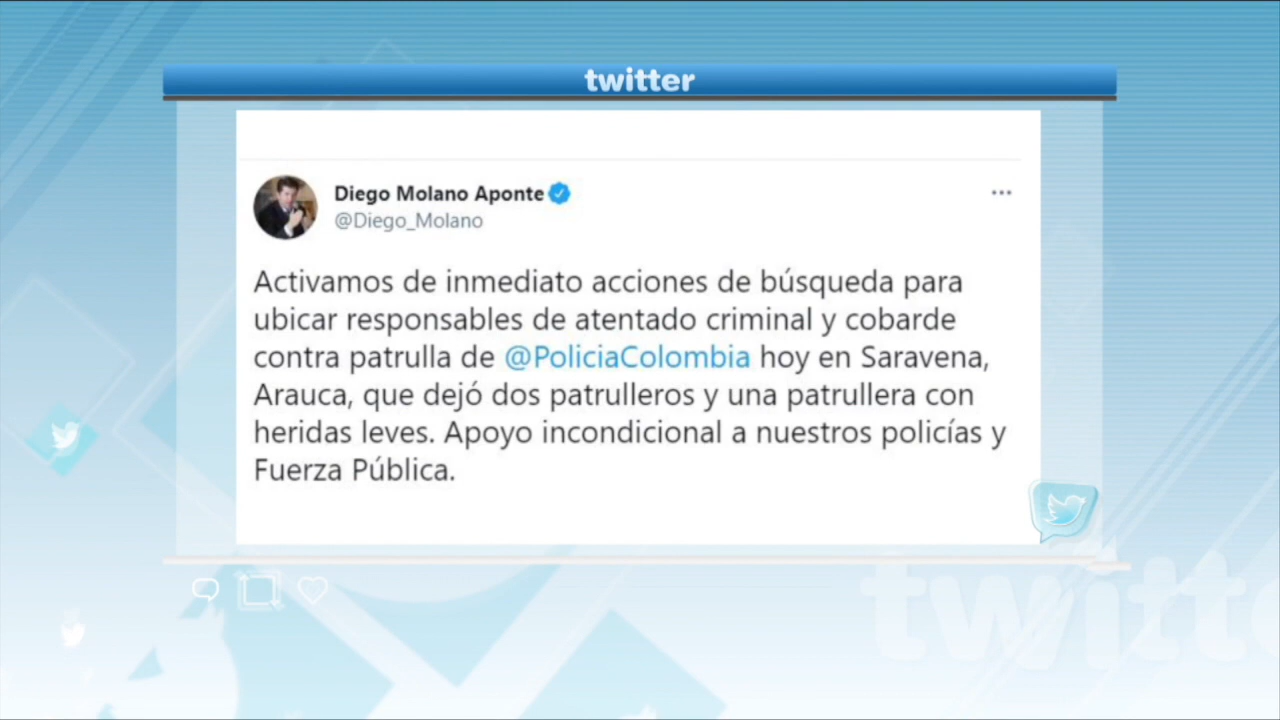 twitter
Diego Molano Aponte
@Diego_Molano
Activamos de inmediato acciones de búsqueda para
ubicar responsables de atentado criminal y cobarde
contra patrulla de @PoliciaColombia hoy en Saravena,
Arauca, que dejó dos patrulleros y una patrullera con
heridas leves. Apoyo incondicional a nuestros policías y
Fuerza Pública.
twitte